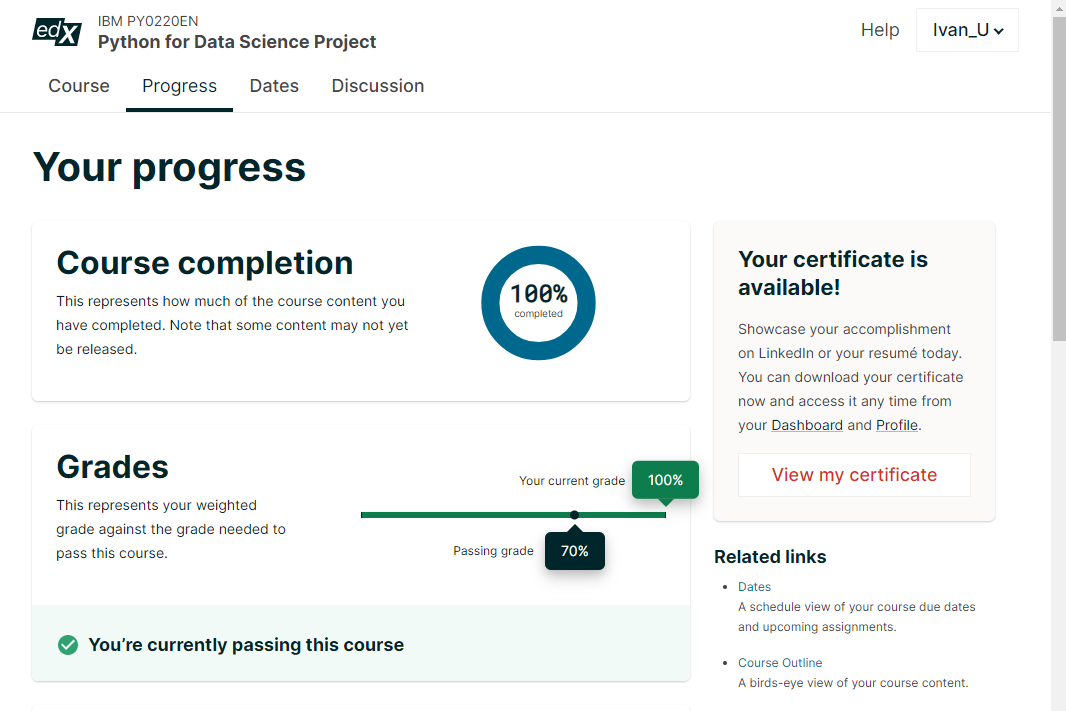 edX
IBM PY0220EN
Python for Data Science Project
Help
Ivan_U
Course
Progress
Dates
Discussion
Your progress
Course completion
This represents how much of the course content you
have completed. Note that some content may not yet
be released.
100%
completed
Grades
This represents your weighted
grade against the grade needed to
pass this course.
Your current grade
100%
Passing grade
70%
You’re currently passing this course
Your certificate is
available!
Showcase your accomplishment
on LinkedIn or your resumé today.
You can download your certificate
now and access it any time from
your Dashboard and Profile.
View my certificate
Related links
Dates
A schedule view of your course due dates
and upcoming assignments.
Course Outline
A birds-eye view of your course content.